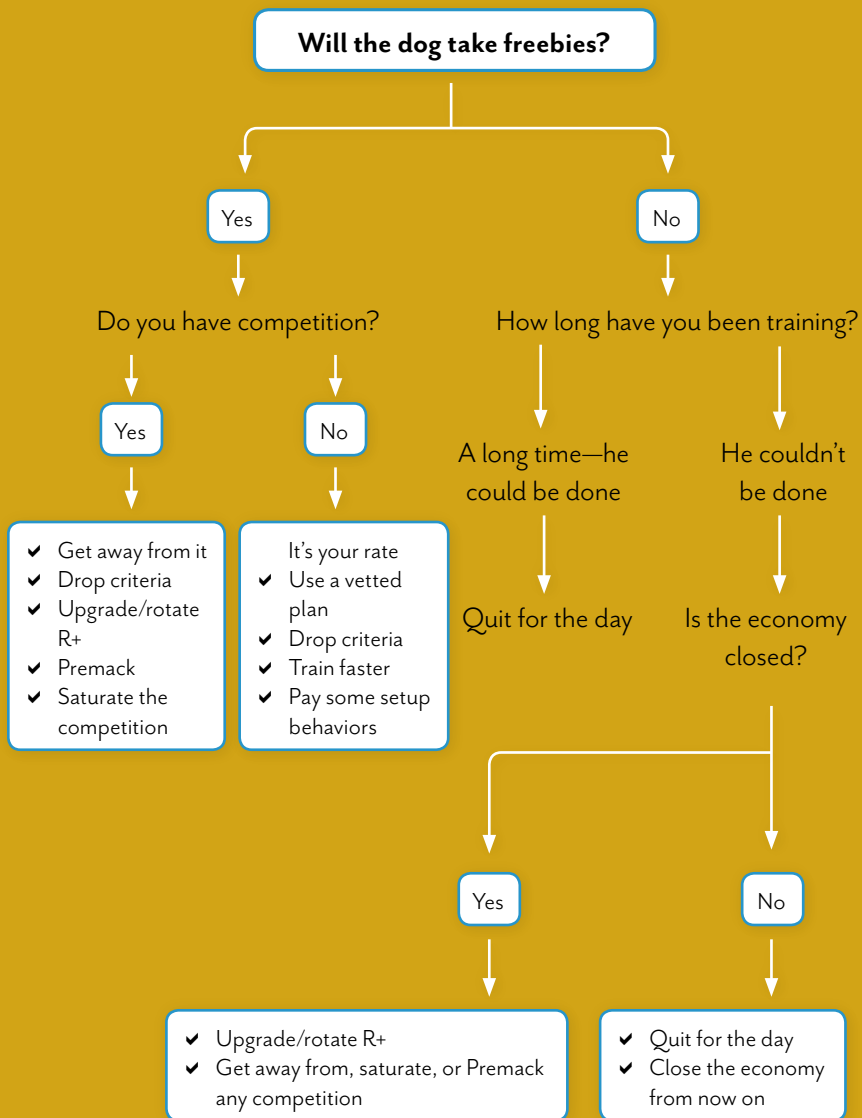 Will the dog take freebies?
Yes
No
Do you have competition?
How long have you been training?
Yes
No
A long time—he
could be done
He couldn't
be done
✔ Get away from it
✔ Drop criteria
✔ Upgrade/rotate
R+
✔ Premack
✔ Saturate the
competition
It's your rate
✔ Use a vetted
plan
✔ Drop criteria
✔ Train faster
✔ Pay some setup
behaviors
Quit for the day
Is the economy
closed?
Yes
No
✔ Upgrade/rotate R+
✔ Get away from, saturate, or Premack
any competition
✔ Quit for the day
✔ Close the economy
from now on